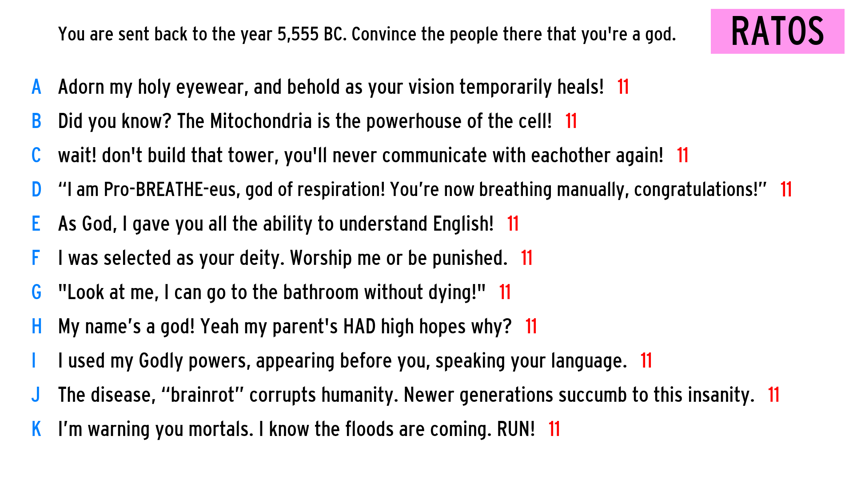 You are sent back to the year 5,555 BC. Convince the people there that you're a god.
RATOS
A Adorn my holy eyewear, and behold as your vision temporarily heals! 11
B Did you know? The Mitochondria is the powerhouse of the cell! 11
C wait! don't build that tower, you'll never communicate with eachother again! 11
D “I am Pro-BREATHE-eus, god of respiration! You’re now breathing manually, congratulations!” 11
E As God, I gave you all the ability to understand English! 11
F I was selected as your deity. Worship me or be punished. 11
G "Look at me, I can go to the bathroom without dying!" 11
H My name’s a god! Yeah my parent's HAD high hopes why? 11
I I used my Godly powers, appearing before you, speaking your language. 11
J The disease, “brainrot” corrupts humanity. Newer generations succumb to this insanity. 11
K I’m warning you mortals. I know the floods are coming. RUN! 11